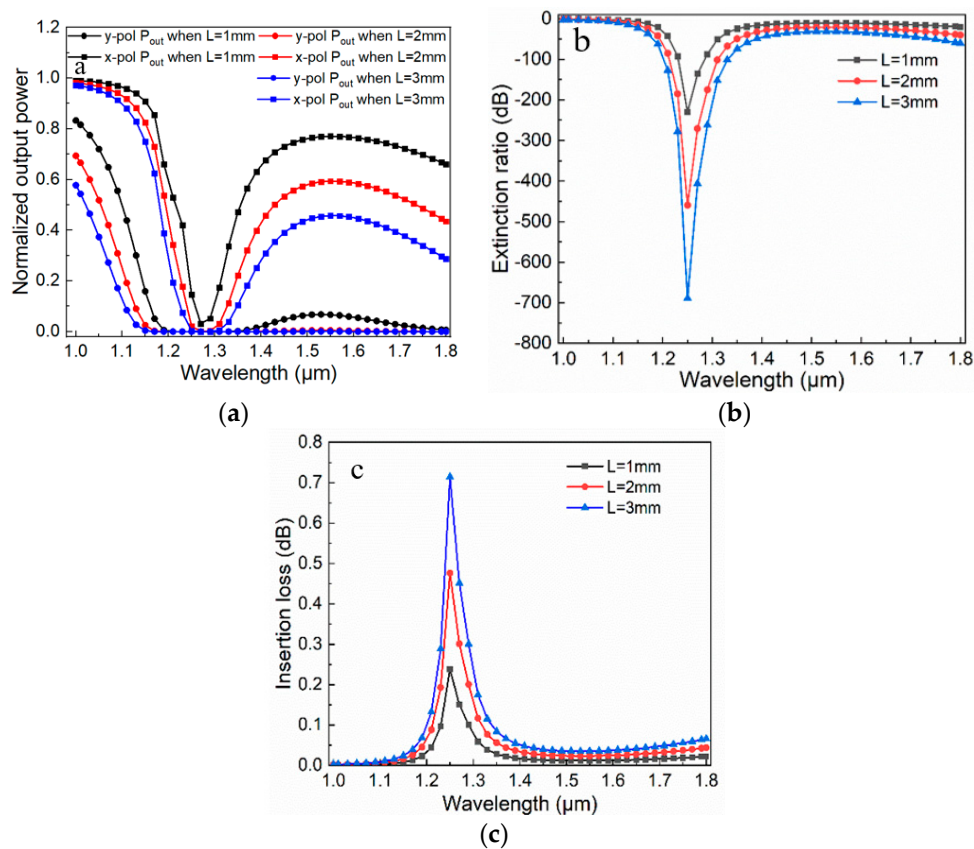 y-pol Pout when L=1mm
y-pol Pout when L=2mm
x-pol Pout when L=1mm
x-pol Pout when L=2mm
y-pol Pout when L=3mm
x-pol Pout when L=3mm
a
1.0
0.8
0.6
0.4
0.2
0.0
Normalized output power
1.0 1.1 1.2 1.3 1.4 1.5 1.6 1.7 1.8
Wavelength (μm)
(a)
b
0
-100
-200
-300
-400
-500
-600
-700
-800
Extinction ratio (dB)
L=1mm
L=2mm
L=3mm
1.0 1.1 1.2 1.3 1.4 1.5 1.6 1.7 1.8
Wavelength (μm)
(b)
c
0.8
0.7
0.6
0.5
0.4
0.3
0.2
0.1
0.0
Insertion loss (dB)
L=1mm
L=2mm
L=3mm
1.0 1.1 1.2 1.3 1.4 1.5 1.6 1.7 1.8
Wavelength (μm)
(c)